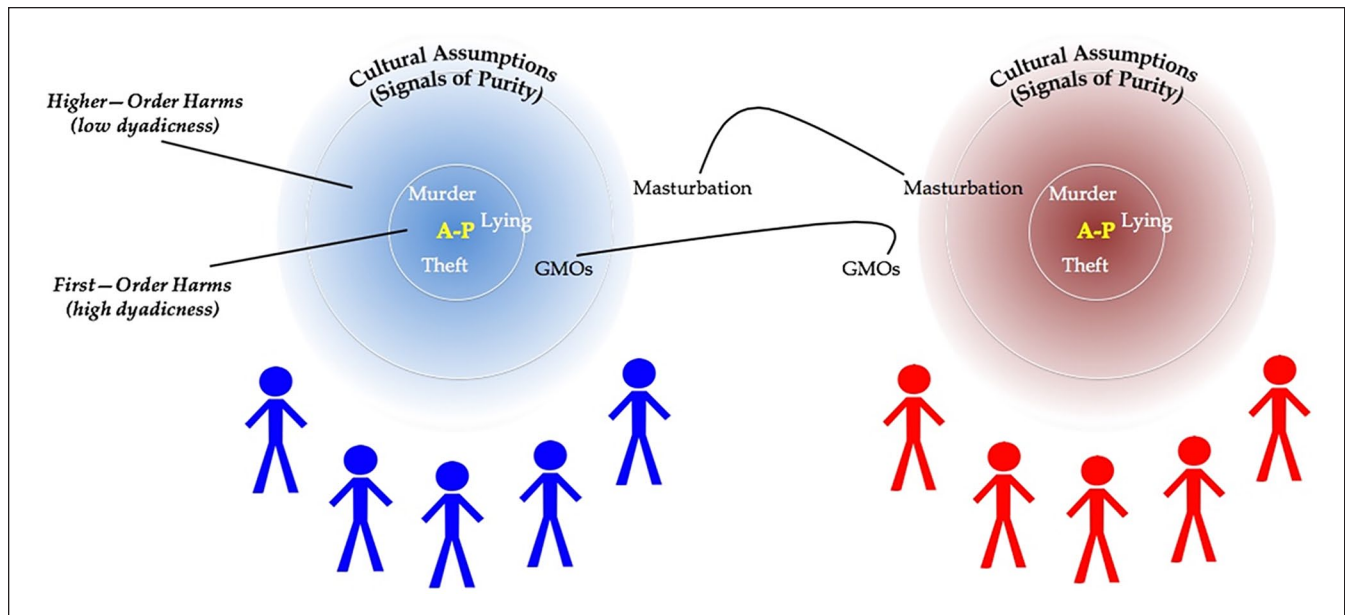 Cultural Assumptions
(Signals of Purity)
Higher—Order Harms
(low dyadicness)
Murder
A-P
Lying
Theft
First—Order Harms
(high dyadicness)
Masturbation
GMOs
Cultural Assumptions
(Signals of Purity)
Masturbation
GMOs
Murder
A-P
Lying
Theft